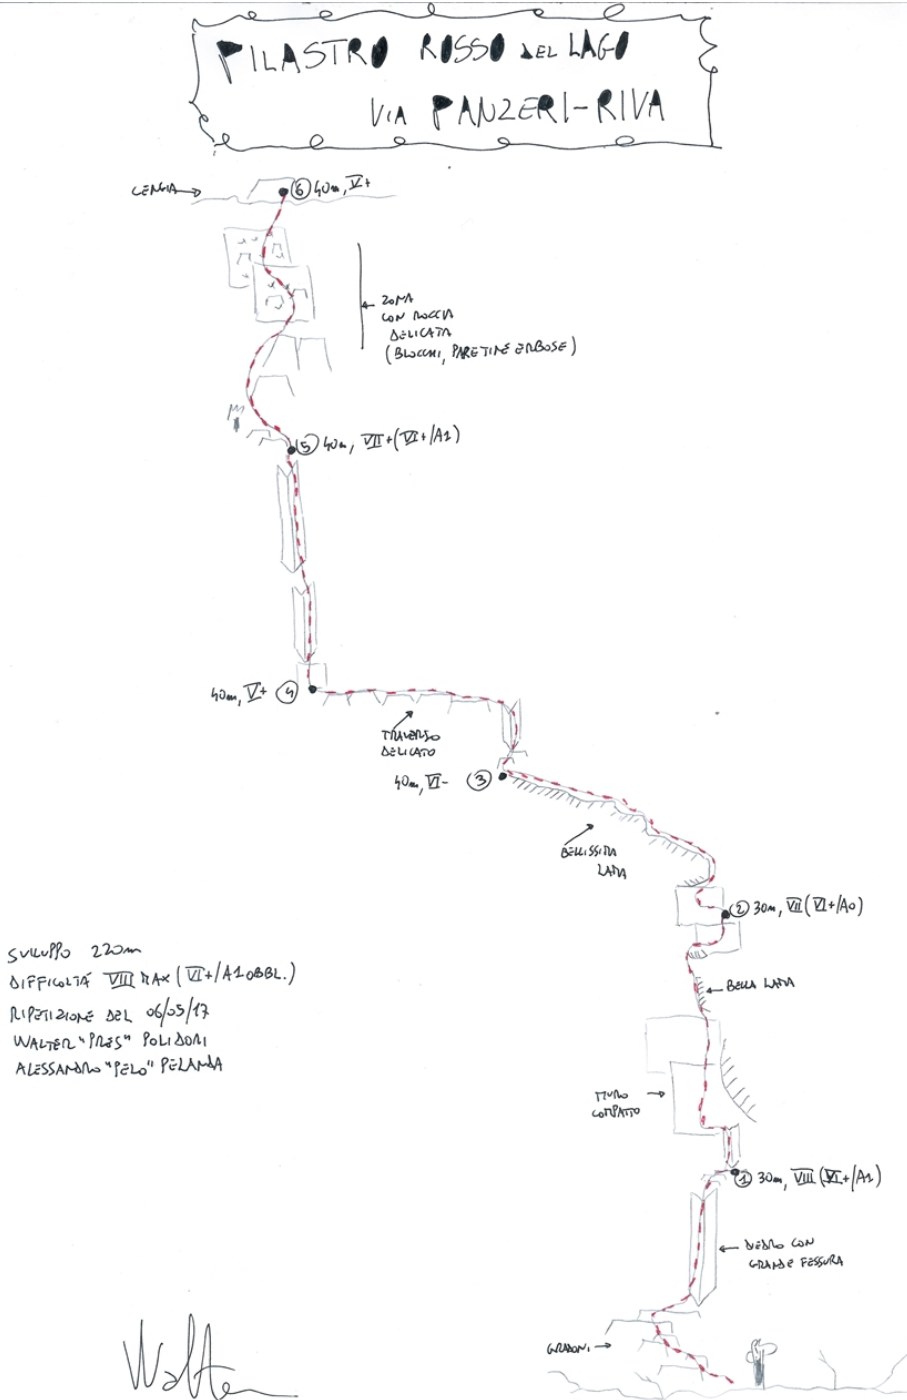 PILASTRO ROSSO DEL LAGO
VIA PANZERI-RIVA
CENGIA
6 40m, V+
ZONA
CON ROCCIA
DELICATA
(BLOCCHI, PARETINE ERBOSE)
5 40m, VII+(VI+/A1)
40m, V+ 4
TRAVERSO
DELICATO
40m, VI- 3
BELLISSIMA
LAMA
2 30m, VII(VI+/A0)
BELLA LAMA
SVILUPPO 220m
DIFFICOLTÀ VIII MAX (VI+/A1 OBBL.)
RIPETIZIONE DEL 06/05/17
WALTER "PRES" POLIDORI
ALESSANDRO "PELO" PELANDA
MURO
COMPATTO
1 30m, VIII(VI+/A1)
DIEDRO CON
GRANDE FESSURA
GRADONI
Walter